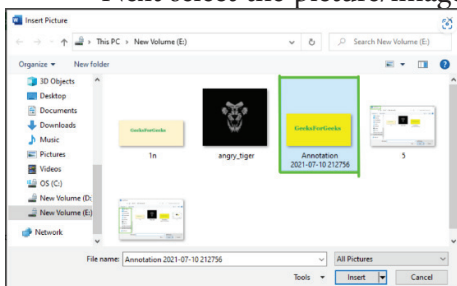 Next select the picture/image
Insert Picture
This PC > New Volume (E:)
Search New Volume (E:)
Organize
New folder
3D Objects
Desktop
Documents
Downloads
Music
Pictures
Videos
OS (C:)
New Volume (D:
New Volume (E:)
Network
GeeksForGeeks
GeeksForGeeks
1n
angry_tiger
Annotation
2021-07-10 212756
5
File name: Annotation 2021-07-10 212756
All Pictures
Tools
Insert
Cancel